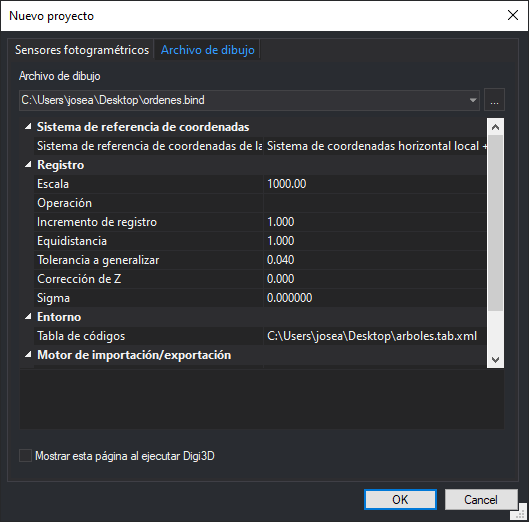 Nuevo proyecto
Sensores fotogramétricos Archivo de dibujo
Archivo de dibujo
C:\Users\josea\Desktop\ordenes.bind ...
Sistema de referencia de coordenadas
Sistema de referencia de coordenadas de la Sistema de coordenadas horizontal local +
Registro
Escala 1000.00
Operación
Incremento de registro 1.000
Equidistancia 1.000
Tolerancia a generalizar 0.040
Corrección de Z 0.000
Sigma 0.000000
Entorno
Tabla de códigos C:\Users\josea\Desktop\arboles.tab.xml
Motor de importación/exportación
Mostrar esta página al ejecutar Digi3D
OK Cancel